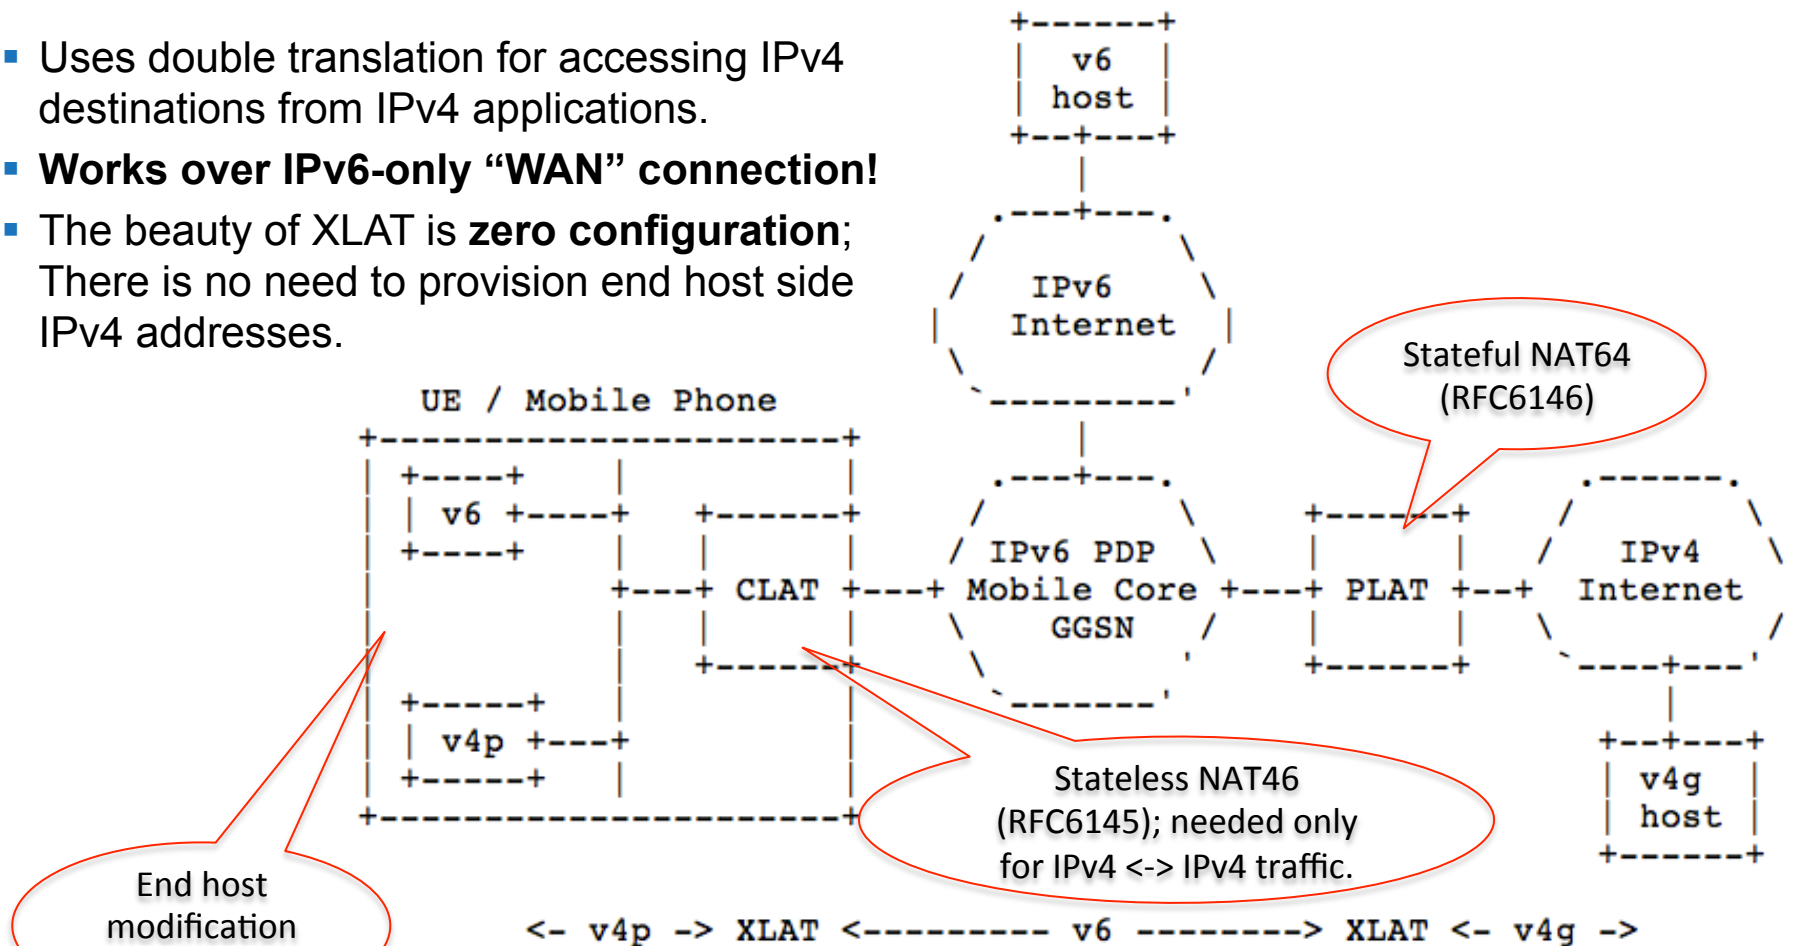 ▪ Uses double translation for accessing IPv4
destinations from IPv4 applications.
▪ Works over IPv6-only “WAN” connection!
▪ The beauty of XLAT is zero configuration;
There is no need to provision end host side
IPv4 addresses.
v6
host
IPv6
Internet
Stateful NAT64
(RFC6146)
UE / Mobile Phone
v6
v4p
CLAT
IPv6 PDP
Mobile Core
GGSN
PLAT
IPv4
Internet
v4g
host
Stateless NAT46
(RFC6145); needed only
for IPv4 <-> IPv4 traffic.
End host
modification
<- v4p -> XLAT <--------- v6 --------> XLAT <- v4g ->